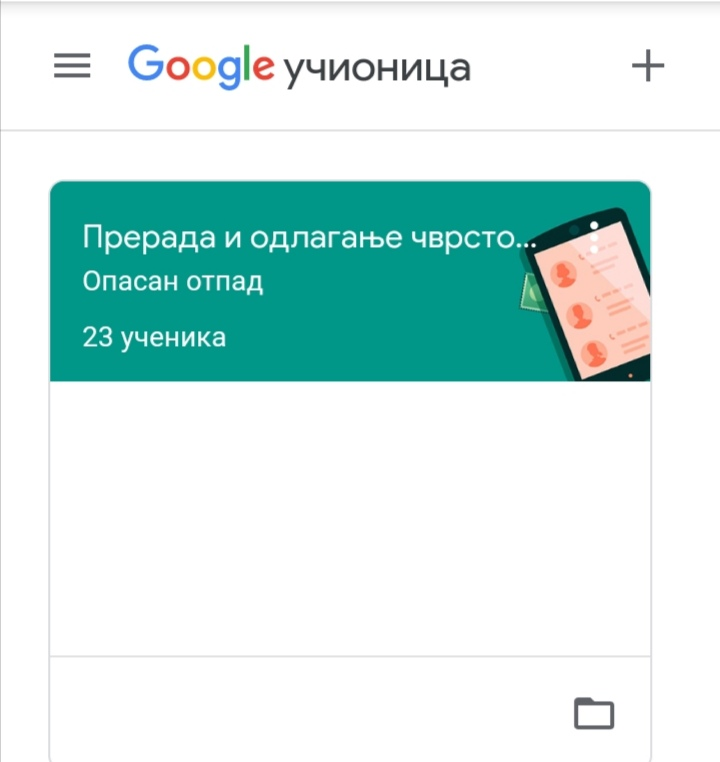 Google учионица
Прерада и одлагање чврсто...
Опасан отпад
23 ученика